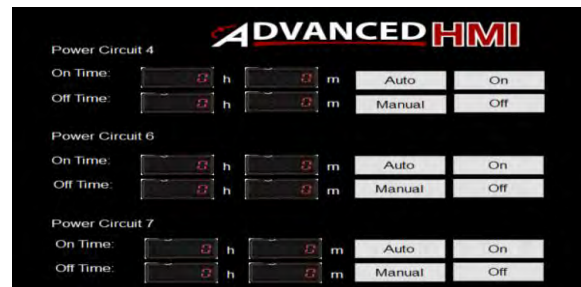 ADVANCED HMI
Power Circuit 4
On Time: 0 h 0 m Auto On
Off Time: 0 h 0 m Manual Off
Power Circuit 6
On Time: 0 h 0 m Auto On
Off Time: 0 h 0 m Manual Off
Power Circuit 7
On Time: 0 h 0 m Auto On
Off Time: 0 h 0 m Manual Off